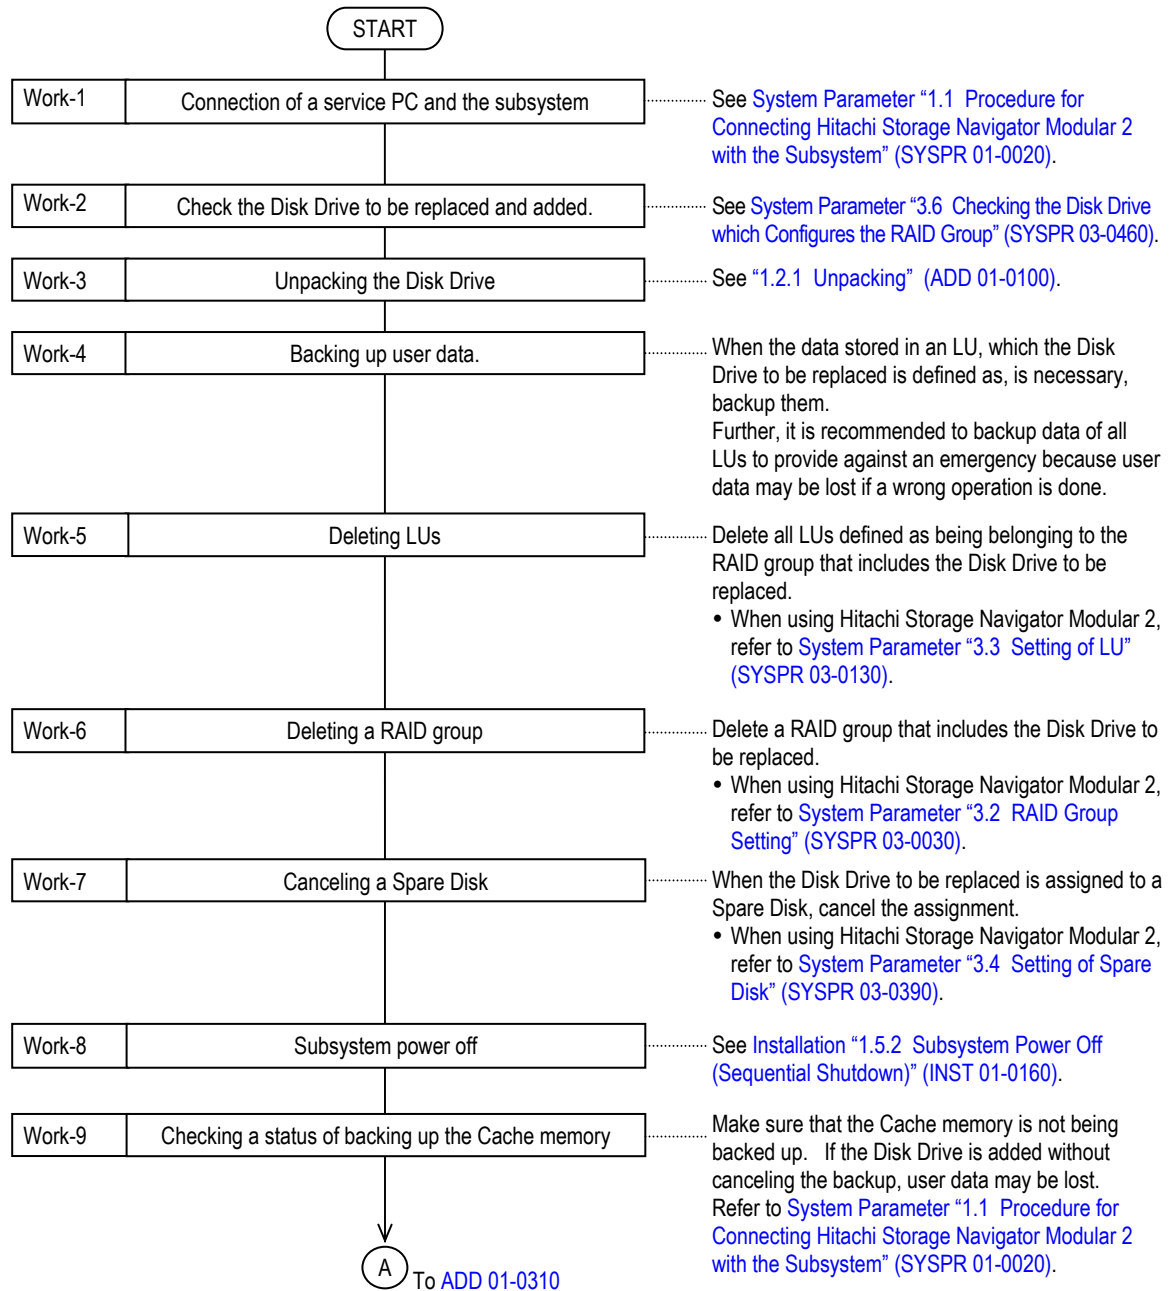 START
Work-1
Connection of a service PC and the subsystem
See System Parameter “1.1 Procedure for
Connecting Hitachi Storage Navigator Modular 2
with the Subsystem” (SYSPR 01-0020).
Work-2
Check the Disk Drive to be replaced and added.
See System Parameter “3.6 Checking the Disk Drive
which Configures the RAID Group” (SYSPR 03-0460).
Work-3
Unpacking the Disk Drive
See “1.2.1 Unpacking” (ADD 01-0100).
Work-4
Backing up user data.
When the data stored in an LU, which the Disk
Drive to be replaced is defined as, is necessary,
backup them.
Further, it is recommended to backup data of all
LUs to provide against an emergency because user
data may be lost if a wrong operation is done.
Work-5
Deleting LUs
Delete all LUs defined as being belonging to the
RAID group that includes the Disk Drive to be
replaced.
• When using Hitachi Storage Navigator Modular 2,
refer to System Parameter “3.3 Setting of LU”
(SYSPR 03-0130).
Work-6
Deleting a RAID group
Delete a RAID group that includes the Disk Drive to
be replaced.
• When using Hitachi Storage Navigator Modular 2,
refer to System Parameter “3.2 RAID Group
Setting” (SYSPR 03-0030).
Work-7
Canceling a Spare Disk
When the Disk Drive to be replaced is assigned to a
Spare Disk, cancel the assignment.
• When using Hitachi Storage Navigator Modular 2,
refer to System Parameter “3.4 Setting of Spare
Disk” (SYSPR 03-0390).
Work-8
Subsystem power off
See Installation “1.5.2 Subsystem Power Off
(Sequential Shutdown)” (INST 01-0160).
Work-9
Checking a status of backing up the Cache memory
Make sure that the Cache memory is not being
backed up. If the Disk Drive is added without
canceling the backup, user data may be lost.
Refer to System Parameter “1.1 Procedure for
Connecting Hitachi Storage Navigator Modular 2
with the Subsystem” (SYSPR 01-0020).
A
To ADD 01-0310